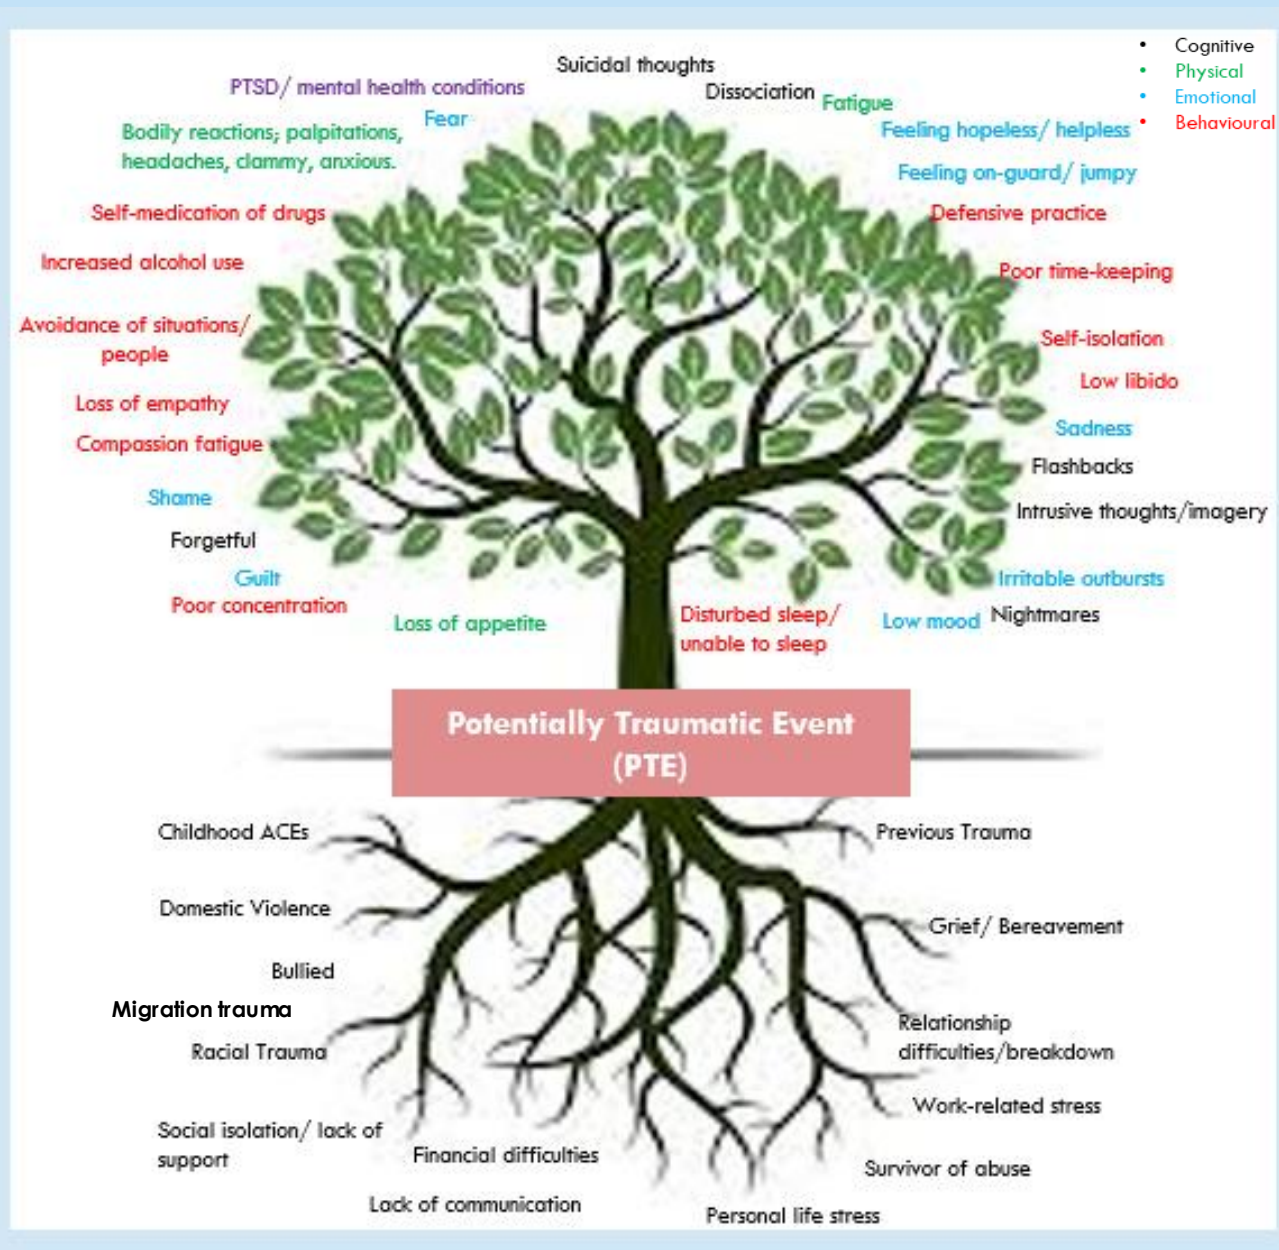 • Cognitive
• Physical
• Emotional
• Behavioural
Suicidal thoughts
PTSD/ mental health conditions
Dissociation
Fatigue
Fear
Bodily reactions; palpitations,
headaches, clammy, anxious.
Feeling hopeless/ helpless
Feeling on-guard/ jumpy
Self-medication of drugs
Defensive practice
Increased alcohol use
Poor time-keeping
Avoidance of situations/
people
Self-isolation
Low libido
Loss of empathy
Sadness
Compassion fatigue
Flashbacks
Shame
Intrusive thoughts/imagery
Forgetful
Guilt
Irritable outbursts
Poor concentration
Loss of appetite
Disturbed sleep/
unable to sleep
Low mood
Nightmares
Potentially Traumatic Event
(PTE)
Childhood ACEs
Previous Trauma
Domestic Violence
Grief/ Bereavement
Bullied
Migration trauma
Racial Trauma
Relationship
difficulties/breakdown
Work-related stress
Social isolation/ lack of
support
Financial difficulties
Survivor of abuse
Lack of communication
Personal life stress